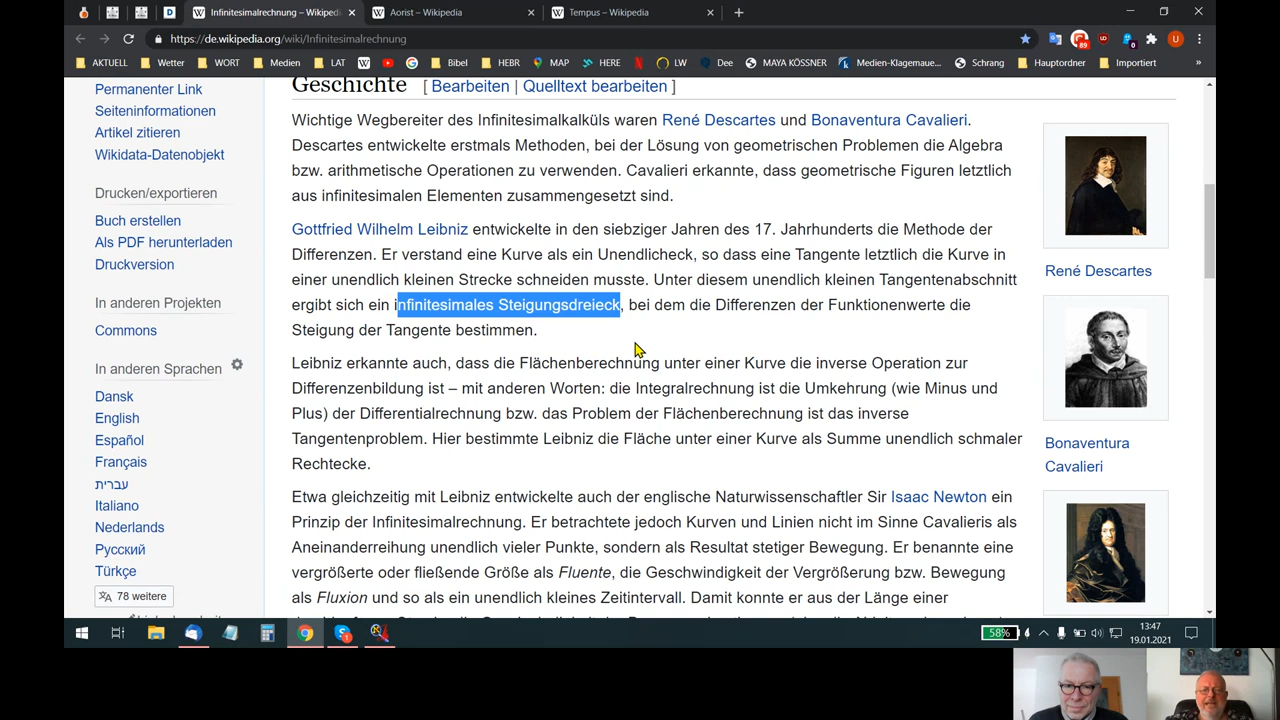 Infinitesimalrechnung – Wikipedi
Aorist – Wikipedia
Tempus – Wikipedia
https://de.wikipedia.org/wiki/Infinitesimalrechnung
AKTUELL Wetter WORT Medien LAT Bibel HEBR MAP HERE LW Dee MAYA KÖSSNER Medien-Klagemaue... Schrang Hauptordner Importiert »
Permanenter Link
Seiteninformationen
Artikel zitieren
Wikidata-Datenobjekt
Drucken/exportieren
Buch erstellen
Als PDF herunterladen
Druckversion
In anderen Projekten
Commons
In anderen Sprachen
Dansk
English
Español
Français
עברית
Italiano
Nederlands
Русский
Türkçe
78 weitere
Geschichte [ Bearbeiten | Quelltext bearbeiten ]
Wichtige Wegbereiter des Infinitesimalkalküls waren René Descartes und Bonaventura Cavalieri.
Descartes entwickelte erstmals Methoden, bei der Lösung von geometrischen Problemen die Algebra
bzw. arithmetische Operationen zu verwenden. Cavalieri erkannte, dass geometrische Figuren letztlich
aus infinitesimalen Elementen zusammengesetzt sind.
Gottfried Wilhelm Leibniz entwickelte in den siebziger Jahren des 17. Jahrhunderts die Methode der
Differenzen. Er verstand eine Kurve als ein Unendlicheck, so dass eine Tangente letztlich die Kurve in
einer unendlich kleinen Strecke schneiden musste. Unter diesem unendlich kleinen Tangentenabschnitt
ergibt sich ein infinitesimales Steigungsdreieck, bei dem die Differenzen der Funktionenwerte die
Steigung der Tangente bestimmen.
Leibniz erkannte auch, dass die Flächenberechnung unter einer Kurve die inverse Operation zur
Differenzenbildung ist – mit anderen Worten: die Integralrechnung ist die Umkehrung (wie Minus und
Plus) der Differentialrechnung bzw. das Problem der Flächenberechnung ist das inverse
Tangentenproblem. Hier bestimmte Leibniz die Fläche unter einer Kurve als Summe unendlich schmaler
Rechtecke.
Etwa gleichzeitig mit Leibniz entwickelte auch der englische Naturwissenschaftler Sir Isaac Newton ein
Prinzip der Infinitesimalrechnung. Er betrachtete jedoch Kurven und Linien nicht im Sinne Cavalieris als
Aneinanderreihung unendlich vieler Punkte, sondern als Resultat stetiger Bewegung. Er benannte eine
vergrößerte oder fließende Größe als Fluente, die Geschwindigkeit der Vergrößerung bzw. Bewegung
als Fluxion und so als ein unendlich kleines Zeitintervall. Damit konnte er aus der Länge einer
René Descartes
Bonaventura
Cavalieri
58%
13:47
19.01.2021